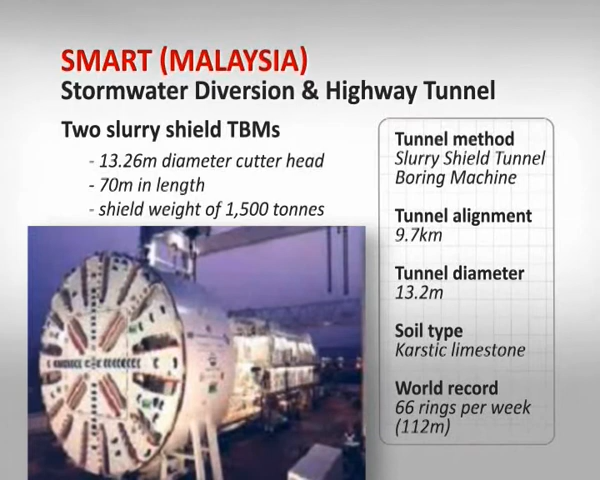 SMART (MALAYSIA)
Stormwater Diversion & Highway Tunnel
Two slurry shield TBMs
- 13.26m diameter cutter head
- 70m in length
- shield weight of 1,500 tonnes
Tunnel method
Slurry Shield Tunnel
Boring Machine
Tunnel alignment
9.7km
Tunnel diameter
13.2m
Soil type
Karstic limestone
World record
66 rings per week
(112m)